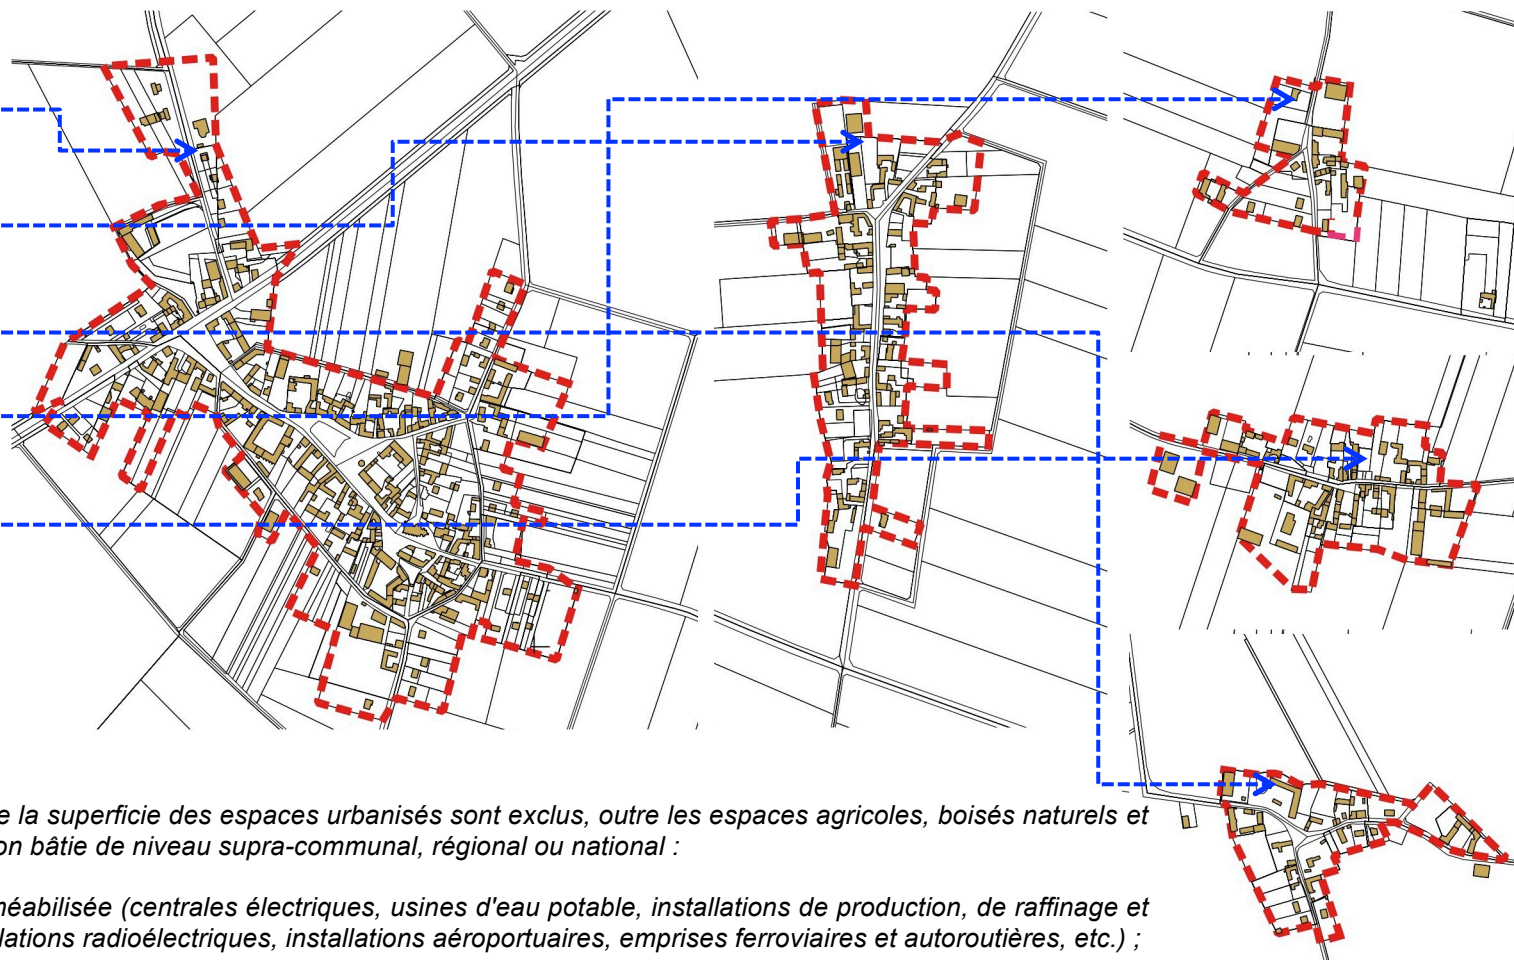 e la superficie des espaces urbanisés sont exclus, outre les espaces agricoles, boisés naturels et
on bâtie de niveau supra-communal, régional ou national :
néabilisée (centrales électriques, usines d'eau potable, installations de production, de raffinage et
lations radioélectriques, installations aéroportuaires, emprises ferroviaires et autoroutières, etc.) ;